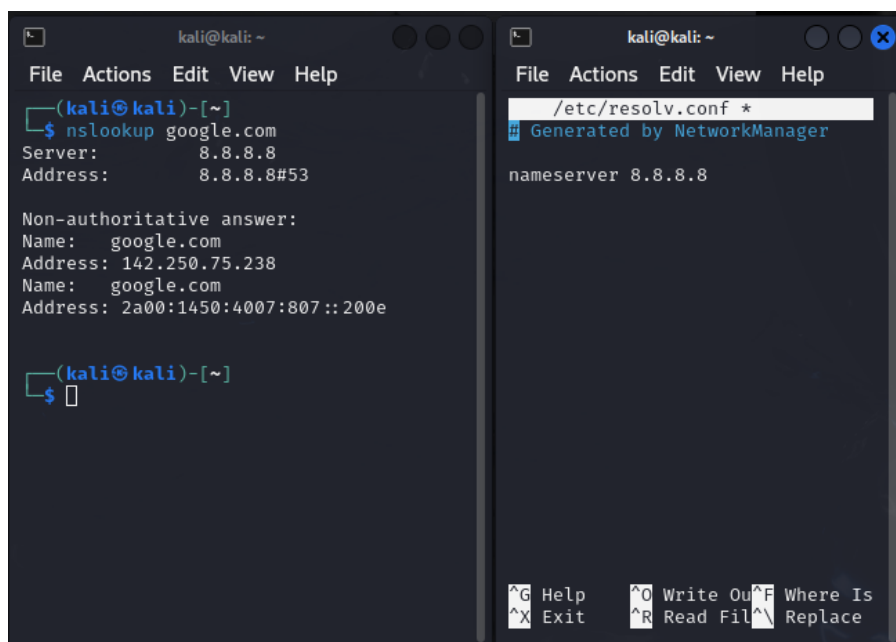 kali@kali: ~
File Actions Edit View Help
┌──(kali㉿kali)-[~]
└─$ nslookup google.com
Server:         8.8.8.8
Address:        8.8.8.8#53

Non-authoritative answer:
Name:   google.com
Address: 142.250.75.238
Name:   google.com
Address: 2a00:1450:4007:807::200e

┌──(kali㉿kali)-[~]
└─$
kali@kali: ~
File Actions Edit View Help
/etc/resolv.conf *
# Generated by NetworkManager

nameserver 8.8.8.8

^G Help ^O Write Ou^F Where Is
^X Exit ^R Read Fil^\ Replace